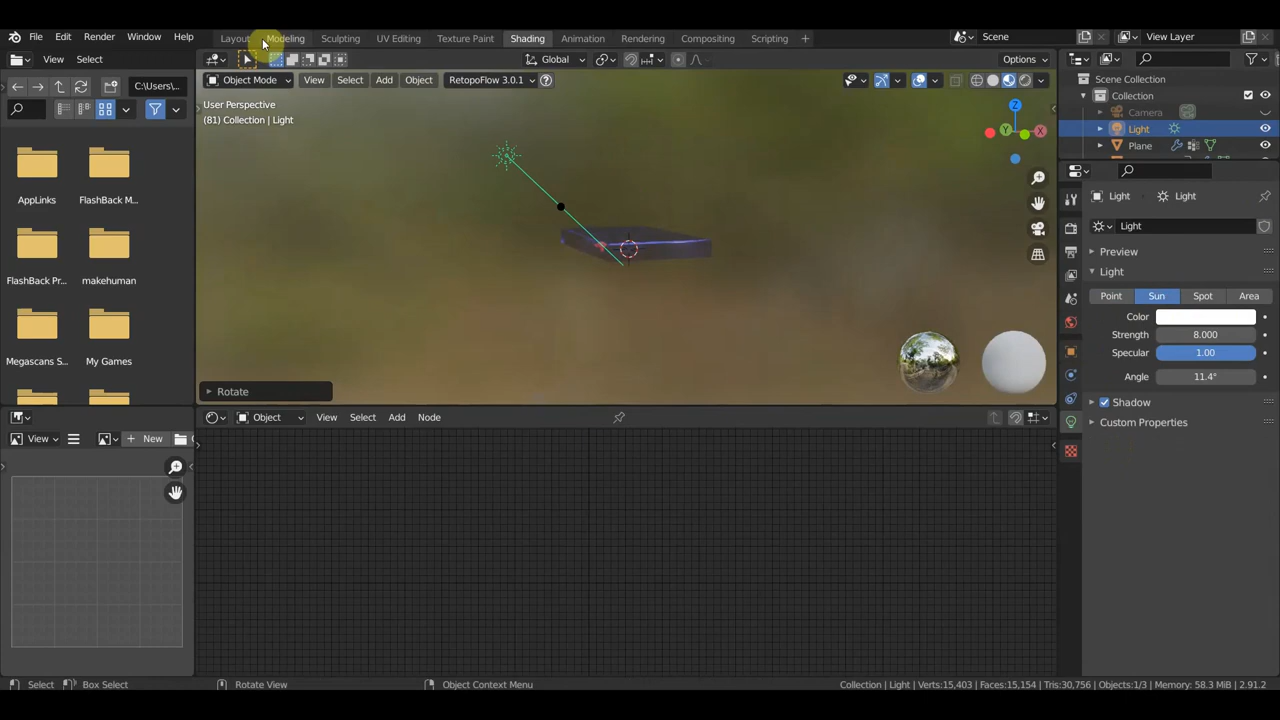 File Edit Render Window Help Layout Modeling Sculpting UV Editing Texture Paint Shading Animation Rendering Compositing Scripting + Scene View Layer
View Select Global Options
C:\Users\... Object Mode View Select Add Object RetopoFlow 3.0.1
User Perspective
(81) Collection | Light
Z
Y X
AppLinks FlashBack M...
FlashBack Pr... makehuman
Megascans S... My Games
Rotate
Scene Collection
Collection
Camera
Light
Plane
Light Light
Light
Preview
Light
Point Sun Spot Area
Color
Strength 8.000
Specular 1.00
Angle 11.4°
Shadow
Custom Properties
View + New
Object View Select Add Node
Select Box Select Rotate View Object Context Menu Collection | Light | Verts:15,403 | Faces:15,154 | Tris:30,756 | Objects:1/3 | Memory: 58.3 MiB | 2.91.2